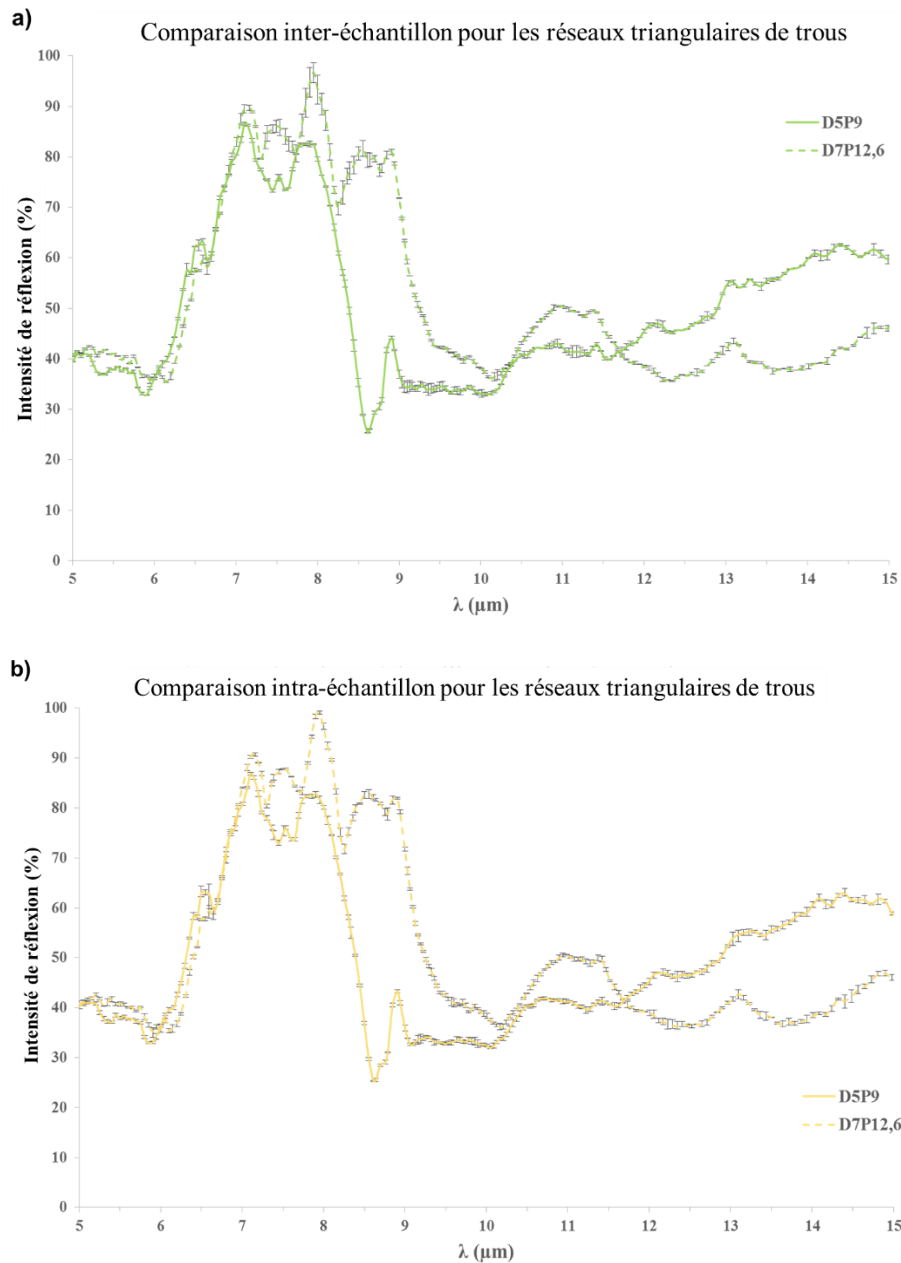 a)
Comparaison inter-échantillon pour les réseaux triangulaires de trous
100
90
80
70
60
50
40
30
20
10
0
Intensité de réflexion (%)
5 6 7 8 9 10 11 12 13 14 15
λ (µm)
D5P9
D7P12,6
b)
Comparaison intra-échantillon pour les réseaux triangulaires de trous
100
90
80
70
60
50
40
30
20
10
0
Intensité de réflexion (%)
5 6 7 8 9 10 11 12 13 14 15
λ (µm)
D5P9
D7P12,6